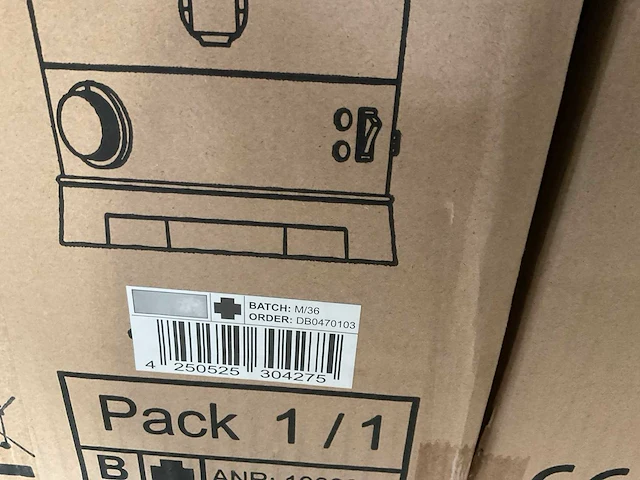 BATCH: M/36
ORDER: DB0470103
4 250525 304275
Pack 1 / 1
B